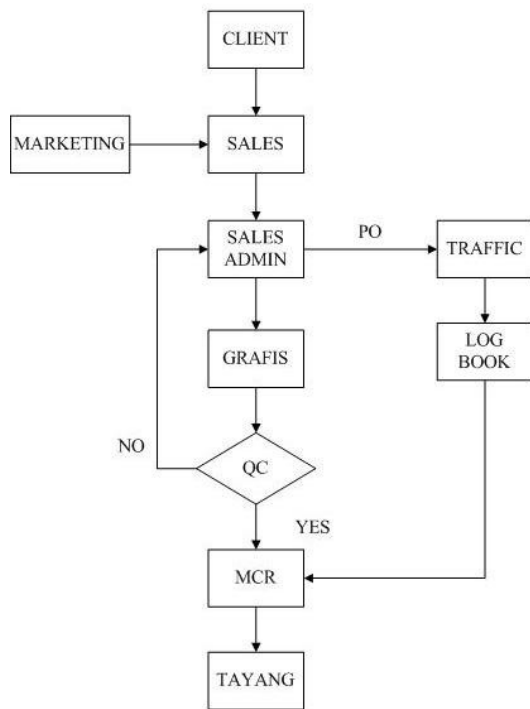 CLIENT
MARKETING
SALES
SALES
ADMIN
PO
TRAFFIC
GRAFIS
LOG
BOOK
NO
QC
YES
MCR
TAYANG